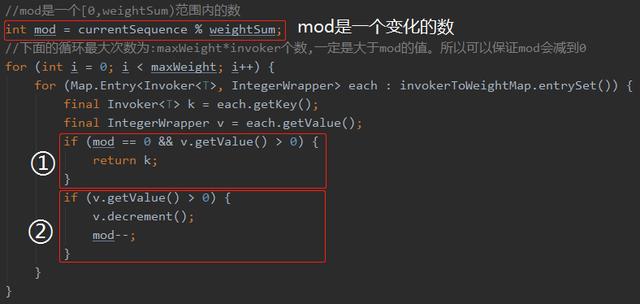 //mod是一个[0,weightSum)范围内的数
int mod = currentSequence % weightSum; mod是一个变化的数
//下面的循环最大次数为:maxWeight*invoker个数,一定是大于mod的值。所以可以保证mod会减到0
for (int i = 0; i < maxWeight; i++) {
for (Map.Entry<Invoker<T>, IntegerWrapper> each : invokerToWeightMap.entrySet()) {
final Invoker<T> k = each.getKey();
final IntegerWrapper v = each.getValue();
if (mod == 0 && v.getValue() > 0) {
① return k;
}
if (v.getValue() > 0) {
② v.decrement();
mod--;
}
}
}